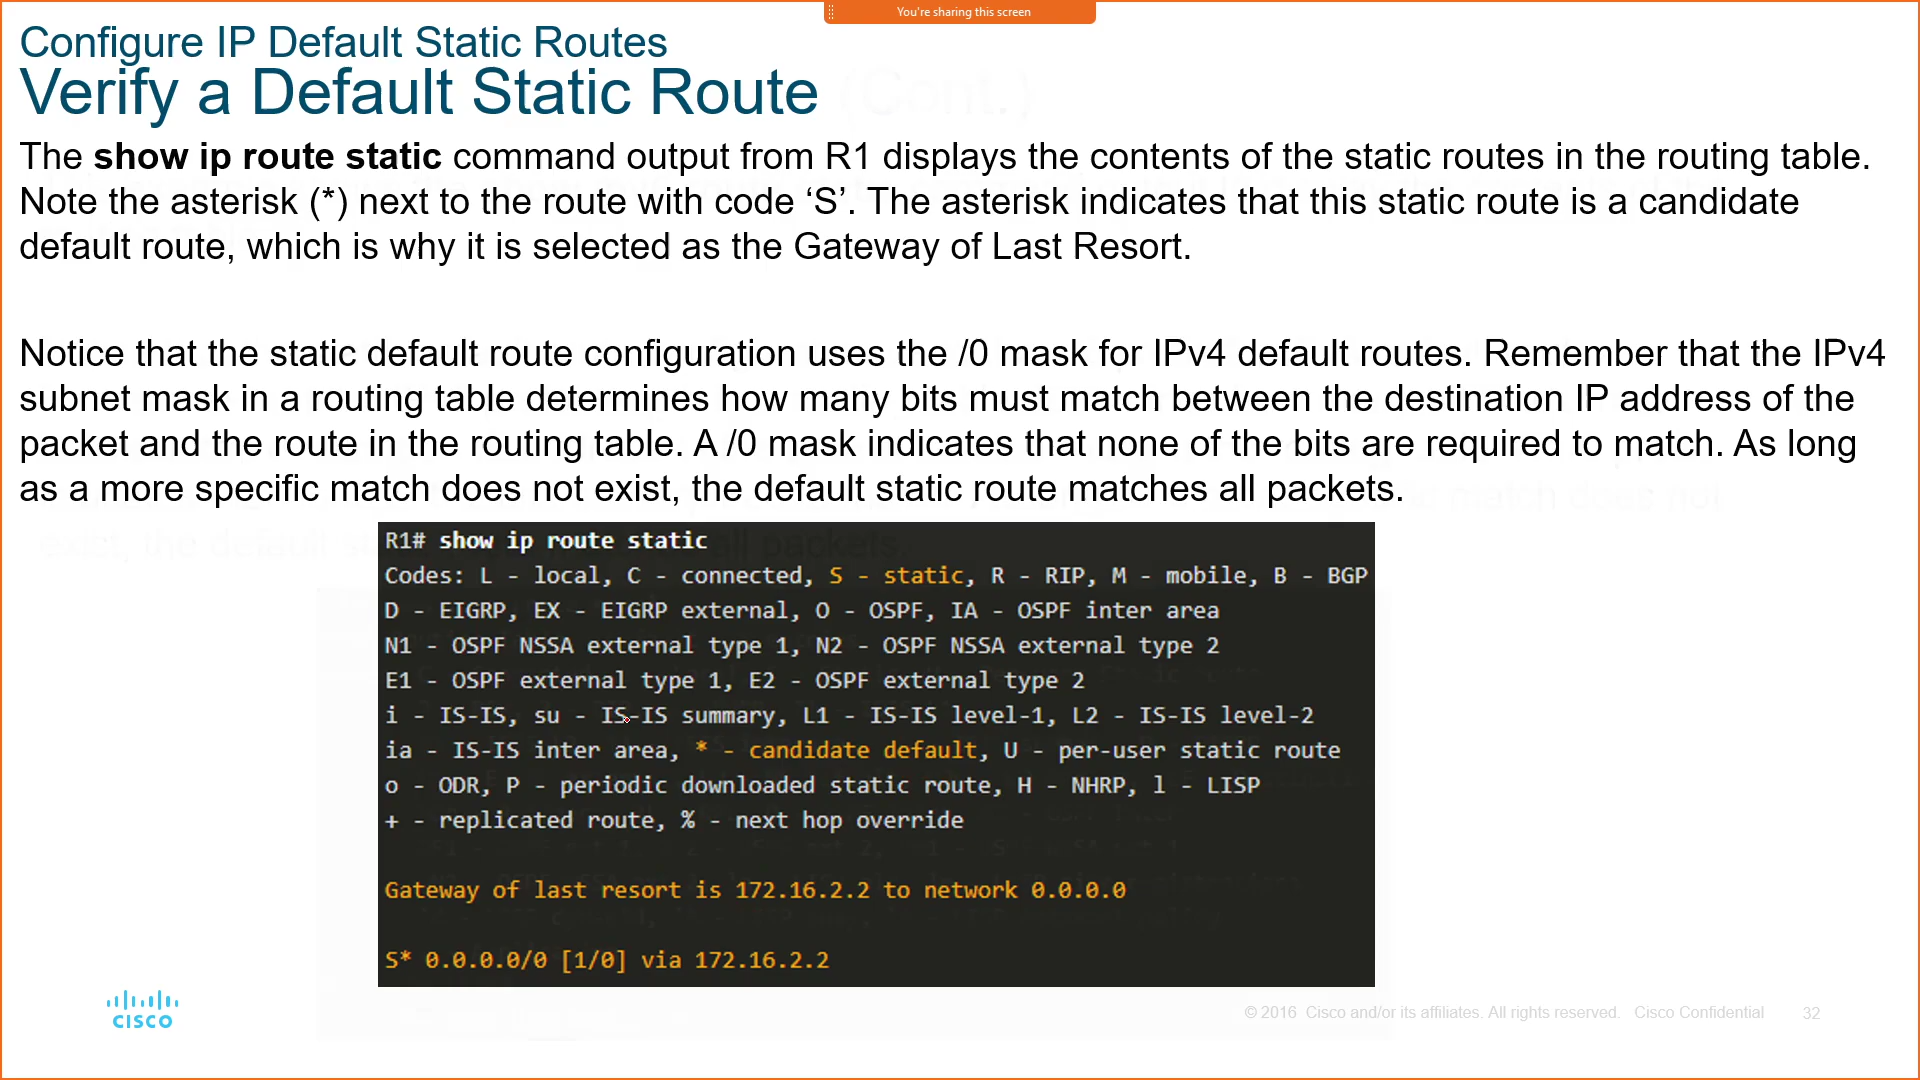 You're sharing this screen
Configure IP Default Static Routes
Verify a Default Static Route (Cont.)
The show ip route static command output from R1 displays the contents of the static routes in the routing table.
Note the asterisk (*) next to the route with code ‘S’. The asterisk indicates that this static route is a candidate
default route, which is why it is selected as the Gateway of Last Resort.
Notice that the static default route configuration uses the /0 mask for IPv4 default routes. Remember that the IPv4
subnet mask in a routing table determines how many bits must match between the destination IP address of the
packet and the route in the routing table. A /0 mask indicates that none of the bits are required to match. As long
as a more specific match does not exist, the default static route matches all packets.
R1# show ip route static
Codes: L - local, C - connected, S - static, R - RIP, M - mobile, B - BGP
D - EIGRP, EX - EIGRP external, O - OSPF, IA - OSPF inter area
N1 - OSPF NSSA external type 1, N2 - OSPF NSSA external type 2
E1 - OSPF external type 1, E2 - OSPF external type 2
i - IS-IS, su - IS-IS summary, L1 - IS-IS level-1, L2 - IS-IS level-2
ia - IS-IS inter area, * - candidate default, U - per-user static route
o - ODR, P - periodic downloaded static route, H - NHRP, l - LISP
+ - replicated route, % - next hop override
Gateway of last resort is 172.16.2.2 to network 0.0.0.0
S* 0.0.0.0/0 [1/0] via 172.16.2.2
CISCO
© 2016 Cisco and/or its affiliates. All rights reserved. Cisco Confidential 32